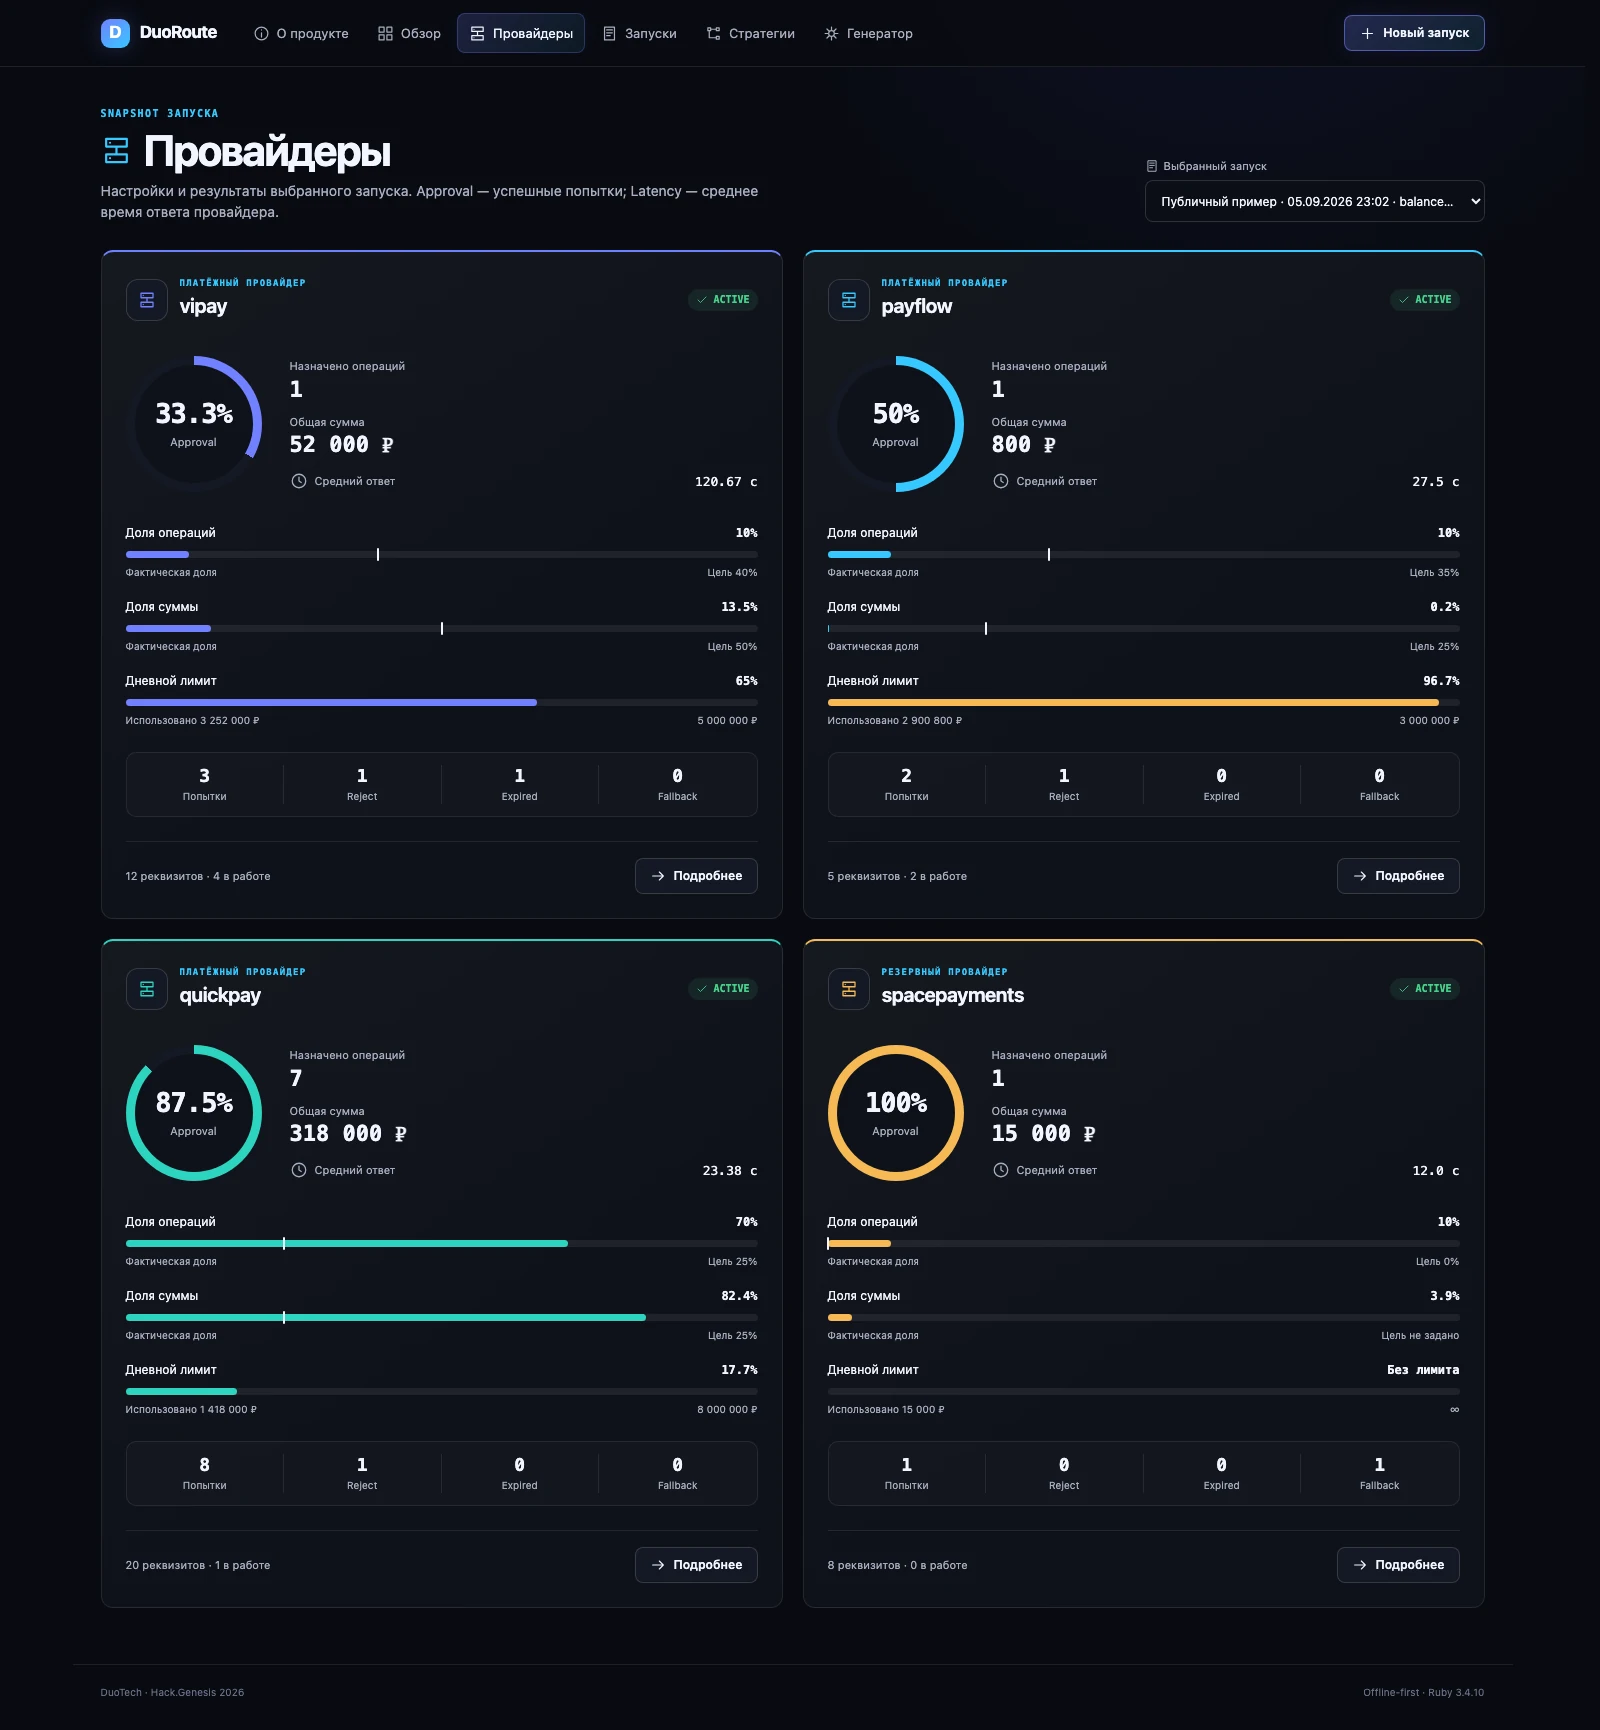 D DuoRoute
О продукте
Обзор
Провайдеры
Запуски
Стратегии
Генератор
Новый запуск
SNAPSHOT ЗАПУСКА
Провайдеры
Настройки и результаты выбранного запуска. Approval — успешные попытки; Latency — среднее
время ответа провайдера.
Выбранный запуск
Публичный пример · 05.09.2026 23:02 · balance...
ПЛАТЁЖНЫЙ ПРОВАЙДЕР
vipay
ACTIVE
33.3%
Approval
Назначено операций
1
Общая сумма
52 000 ₽
Средний ответ
120.67 с
Доля операций
10%
Фактическая доля
Цель 40%
Доля суммы
13.5%
Фактическая доля
Цель 50%
Дневной лимит
65%
Использовано 3 252 000 ₽
5 000 000 ₽
3
Попытки
1
Reject
1
Expired
0
Fallback
12 реквизитов · 4 в работе
Подробнее
ПЛАТЁЖНЫЙ ПРОВАЙДЕР
payflow
ACTIVE
50%
Approval
Назначено операций
1
Общая сумма
800 ₽
Средний ответ
27.5 с
Доля операций
10%
Фактическая доля
Цель 35%
Доля суммы
0.2%
Фактическая доля
Цель 25%
Дневной лимит
96.7%
Использовано 2 900 800 ₽
3 000 000 ₽
2
Попытки
1
Reject
0
Expired
0
Fallback
5 реквизитов · 2 в работе
Подробнее
ПЛАТЁЖНЫЙ ПРОВАЙДЕР
quickpay
ACTIVE
87.5%
Approval
Назначено операций
7
Общая сумма
318 000 ₽
Средний ответ
23.38 с
Доля операций
70%
Фактическая доля
Цель 25%
Доля суммы
82.4%
Фактическая доля
Цель 25%
Дневной лимит
17.7%
Использовано 1 418 000 ₽
8 000 000 ₽
8
Попытки
1
Reject
0
Expired
0
Fallback
20 реквизитов · 1 в работе
Подробнее
РЕЗЕРВНЫЙ ПРОВАЙДЕР
spacepayments
ACTIVE
100%
Approval
Назначено операций
1
Общая сумма
15 000 ₽
Средний ответ
12.0 с
Доля операций
10%
Фактическая доля
Цель 0%
Доля суммы
3.9%
Фактическая доля
Цель не задано
Дневной лимит
Без лимита
Использовано 15 000 ₽
∞
1
Попытки
0
Reject
0
Expired
1
Fallback
8 реквизитов · 0 в работе
Подробнее
DuoTech · Hack.Genesis 2026
Offline-first · Ruby 3.4.10